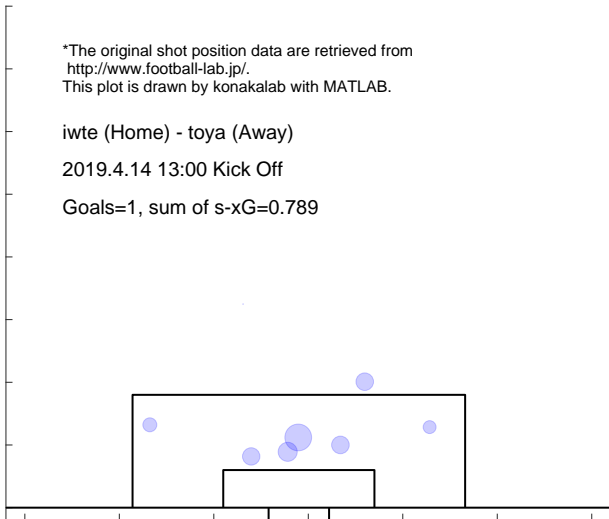 *The original shot position data are retrieved from
http://www.football-lab.jp/.
This plot is drawn by konakalab with MATLAB.
iwte (Home) - toya (Away)
2019.4.14 13:00 Kick Off
Goals=1, sum of s-xG=0.789